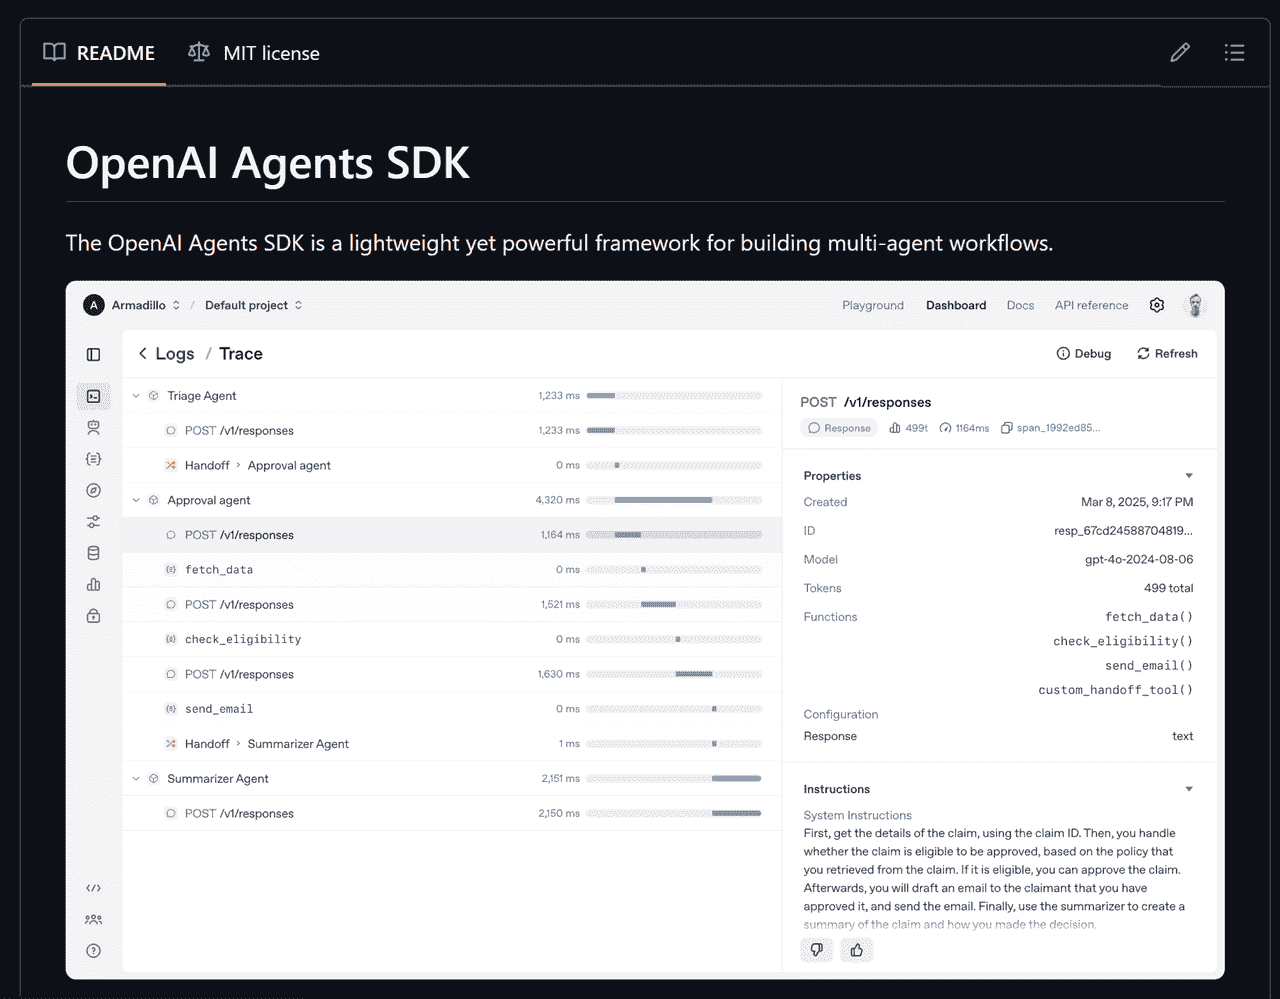 README
MIT license
OpenAI Agents SDK
The OpenAI Agents SDK is a lightweight yet powerful framework for building multi-agent workflows.
A Armadillo / Default project
Playground Dashboard Docs API reference
Logs / Trace
Debug Refresh
Triage Agent 1,233 ms
POST /v1/responses 1,233 ms
Handoff > Approval agent 0 ms
Approval agent 4,320 ms
POST /v1/responses 1,164 ms
fetch_data 0 ms
POST /v1/responses 1,521 ms
check_eligibility 0 ms
POST /v1/responses 1,630 ms
send_email 0 ms
Handoff > Summarizer Agent 1 ms
Summarizer Agent 2,151 ms
POST /v1/responses 2,150 ms
POST /v1/responses
Response 499t 1164ms span_1992ed85...
Properties
Created Mar 8, 2025, 9:17 PM
ID resp_67cd24588704819...
Model gpt-4o-2024-08-06
Tokens 499 total
Functions fetch_data()
check_eligibility()
send_email()
custom_handoff_tool()
Configuration
Response text
Instructions
System Instructions
First, get the details of the claim, using the claim ID. Then, you handle
whether the claim is eligible to be approved, based on the policy that
you retrieved from the claim. If it is eligible, you can approve the claim.
Afterwards, you will draft an email to the claimant that you have
approved it, and send the email. Finally, use the summarizer to create a
summary of the claim and how you made the decision.